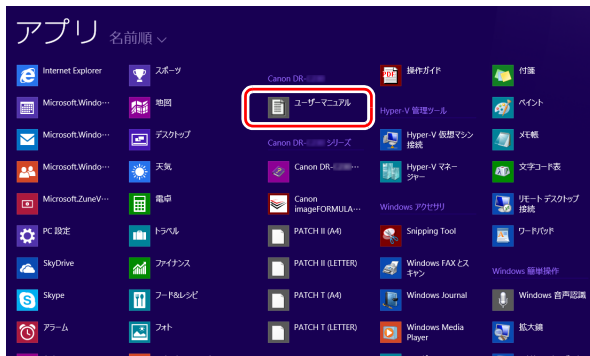 アプリ 名前順
Internet Explorer
Microsoft.Windo…
Microsoft.Windo…
Microsoft.Windo…
Microsoft.ZuneV…
PC 設定
SkyDrive
Skype
アラーム
スポーツ
地図
デスクトップ
天気
電卓
トラベル
ファイナンス
フード&レシピ
フォト
Canon DR-
ユーザーマニュアル
Canon DR- シリーズ
Canon DR- …
Canon
imageFORMULA…
PATCH II (A4)
PATCH II (LETTER)
PATCH T (A4)
PATCH T (LETTER)
操作ガイド
Hyper-V 管理ツール
Hyper-V 仮想マシン
接続
Hyper-V マネー
ジャー
Windows アクセサリ
Snipping Tool
Windows FAX とス
キャン
Windows Journal
Windows Media
Player
付箋
ペイント
メモ帳
文字コード表
リモート デスクトップ
接続
ワードパッド
Windows 簡単操作
Windows 音声認識
拡大鏡